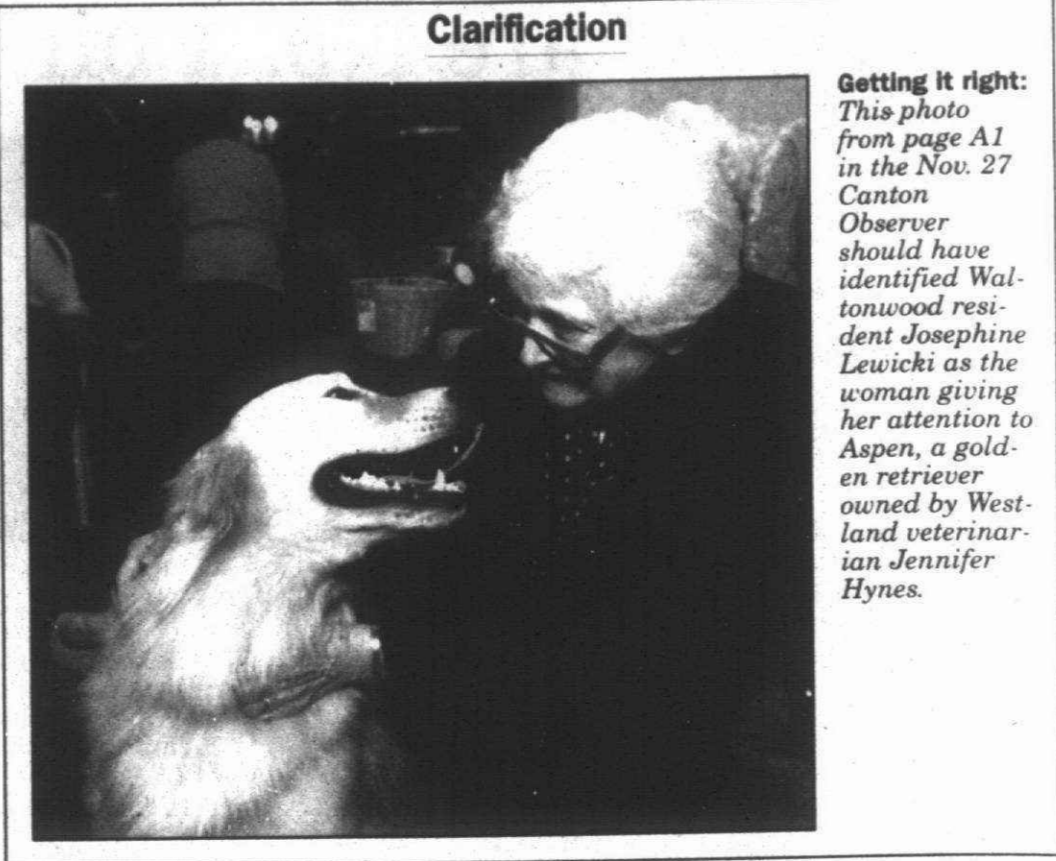 Clarification
Getting it right:
This photo
from page A1
in the Nov. 27
Canton
Observer
should have
identified Wal-
tonwood resi-
dent Josephine
Lewicki as the
woman giving
her attention to
Aspen, a gold-
en retriever
owned by West-
land veterinar-
ian Jennifer
Hynes.